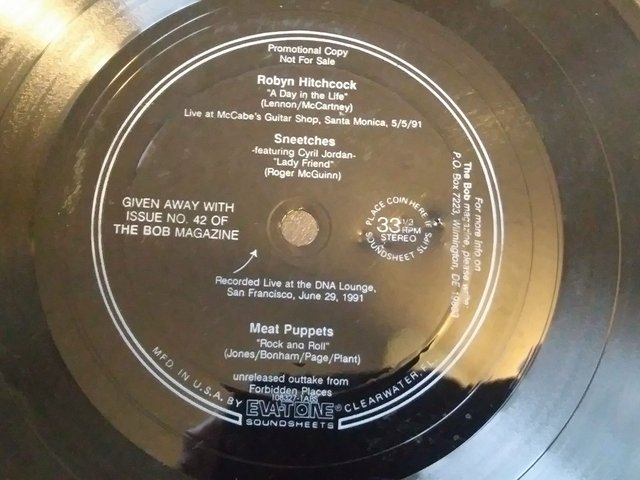 Promotional Copy
Not For Sale
Robyn Hitchcock
"A Day in the Life"
(Lennon/McCartney)
Live at McCabe's Guitar Shop, Santa Monica, 5/5/91
Sneetches
-featuring Cyril Jordan-
"Lady Friend"
(Roger McGuinn)
GIVEN AWAY WITH
ISSUE NO. 42 OF
THE BOB MAGAZINE
PLACE COIN HERE IF
33 1/3
RPM
STEREO
SOUNDSHEET SLIPS
For more info on
The Bob magazine, please write:
P.O. Box 7223, Wilmington, DE
Recorded Live at the DNA Lounge,
San Francisco, June 29, 1991
Meat Puppets
"Rock and Roll"
(Jones/Bonham/Page/Plant)
unreleased outtake from
Forbidden Places
MFD. IN U.S.A. BY EVA-TONE® CLEARWATER, FL
SOUNDSHEETS